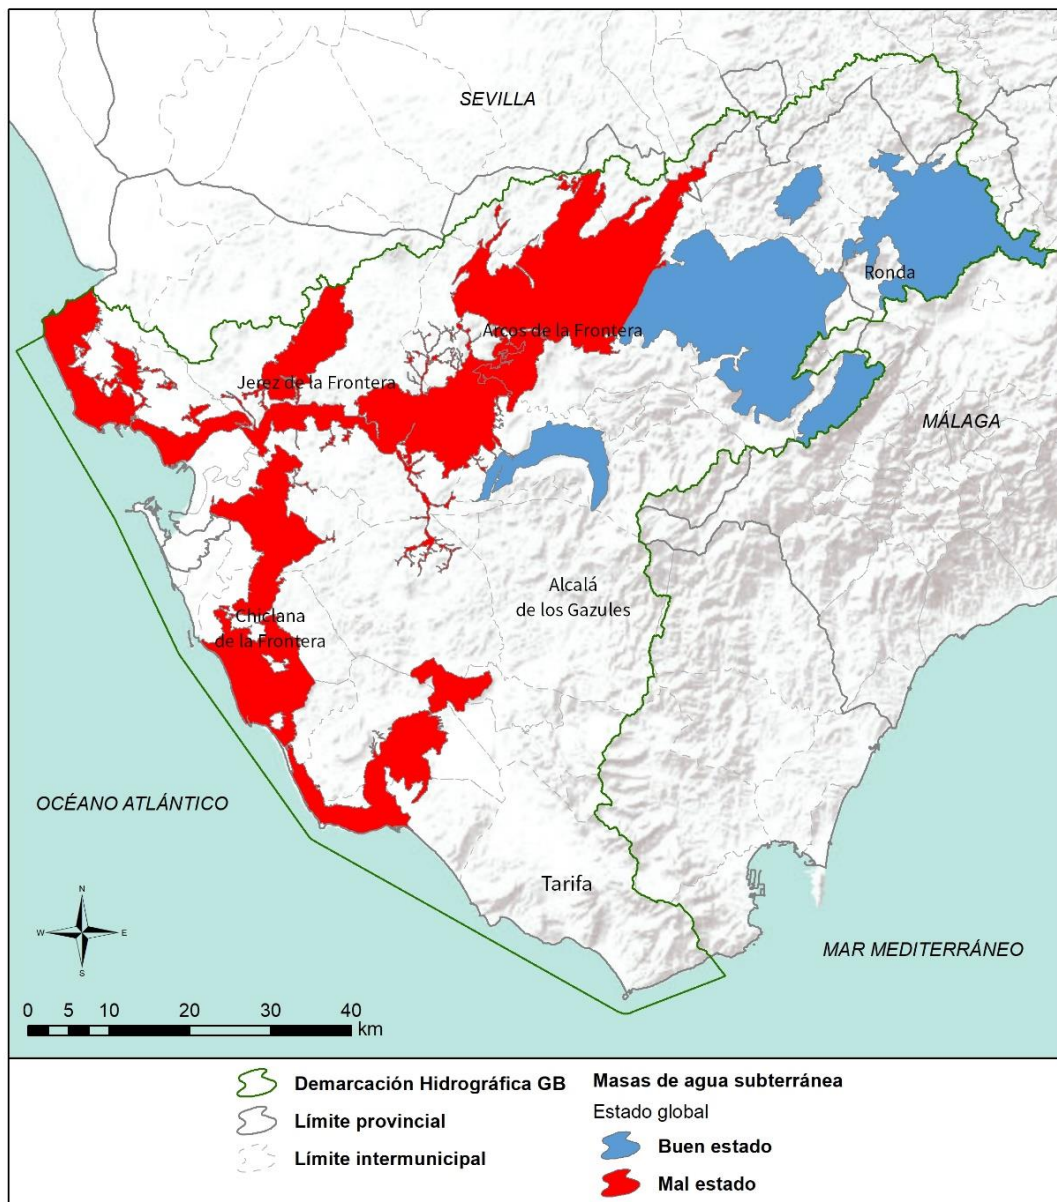 SEVILLA
Ronda
Arcos de la Frontera
Jerez de la Frontera
MÁLAGA
Alcalá
de los Gazules
Chiclana
de la Frontera
OCÉANO ATLÁNTICO
Tarifa
N
W E
S
MAR MEDITERRÁNEO
0 5 10 20 30 40
km
Demarcación Hidrográfica GB
Límite provincial
Límite intermunicipal
Masas de agua subterránea
Estado global
Buen estado
Mal estado